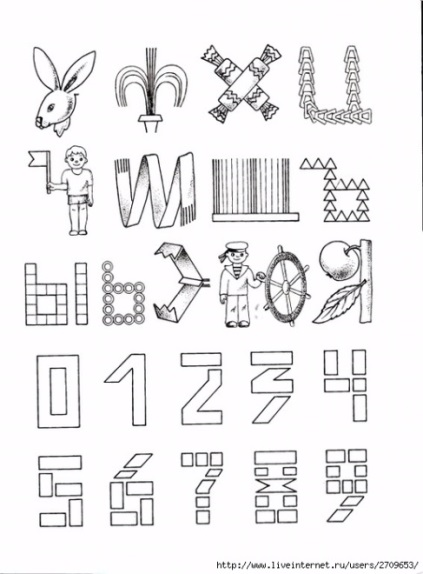 У Ф Х Ц
Ч Ш Щ Ъ
Ы Ь Э Ю Я
0 1 2 3 4
5 6 7 8 9
http://www.liveinternet.ru/users/2709653/